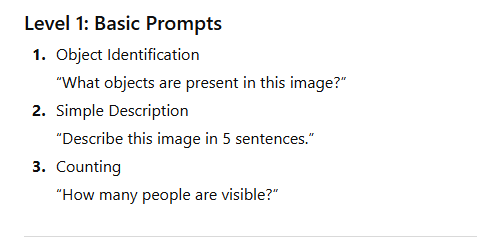 Level 1: Basic Prompts
1. Object Identification
“What objects are present in this image?”
2. Simple Description
“Describe this image in 5 sentences.”
3. Counting
“How many people are visible?”